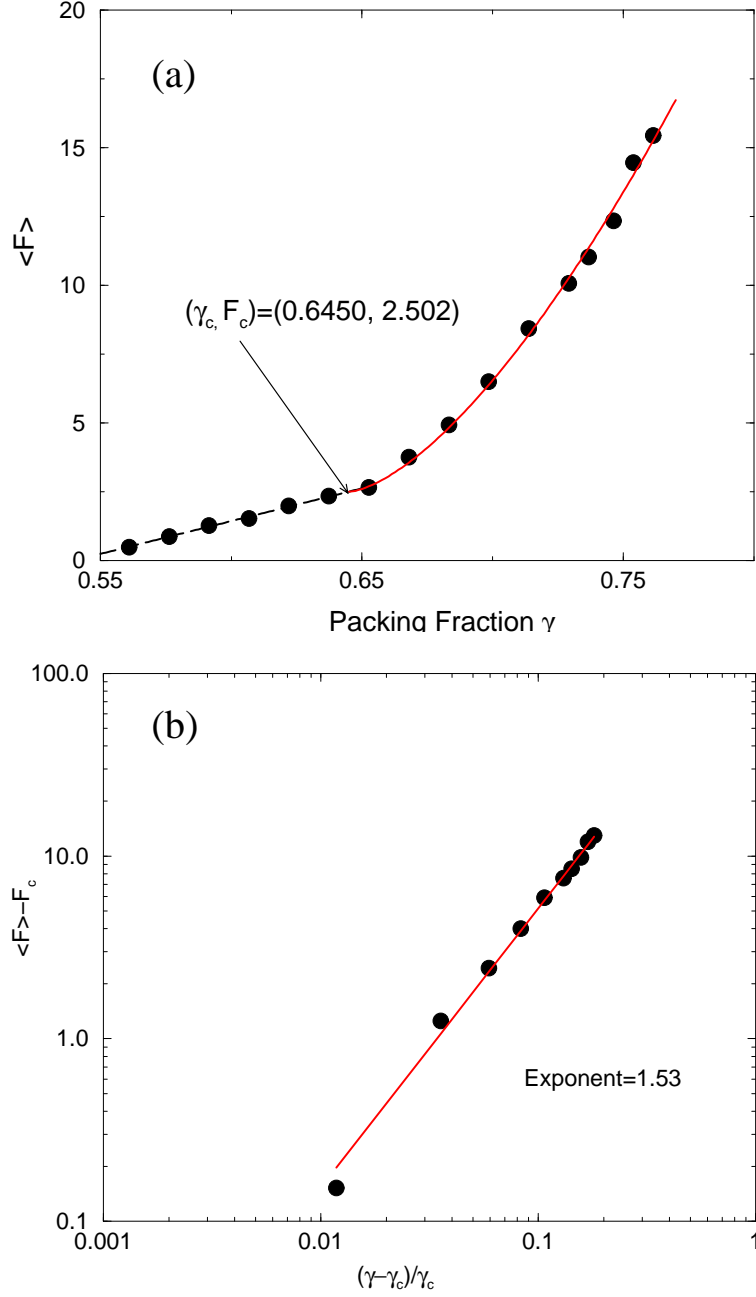 20
(a)
15
<F>
10
(γc, Fc)=(0.6450, 2.502)
5
0
0.55
0.65
0.75
Packing Fraction γ
100.0
(b)
10.0
<F>−Fc
1.0
Exponent=1.53
0.1
0.001
0.01
0.1
1
(γ−γc)/γc